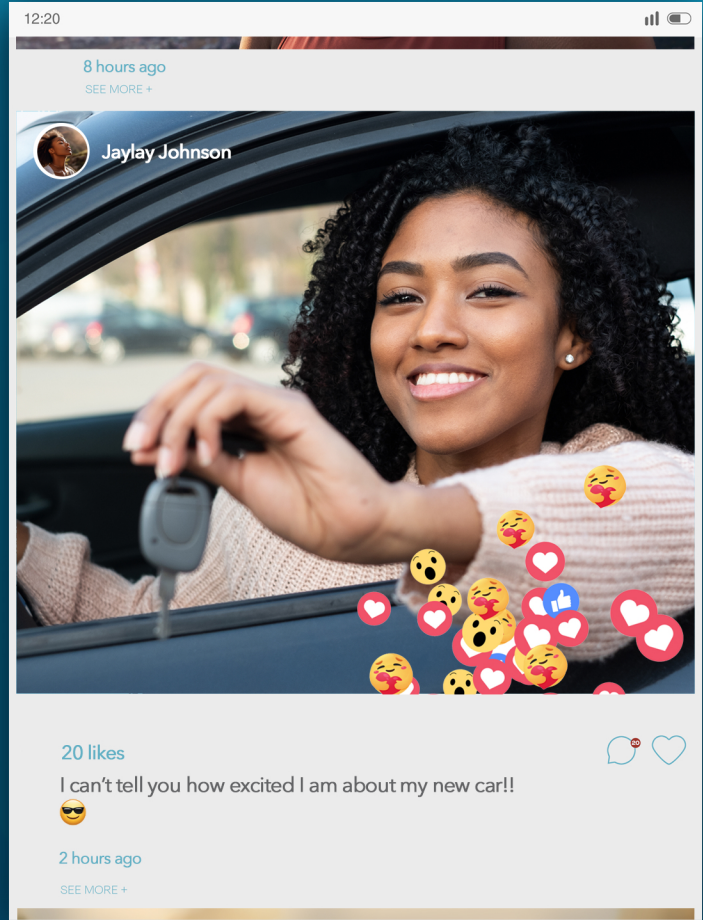 12:20
8 hours ago
SEE MORE +
Jaylay Johnson
20 likes
20
I can't tell you how excited I am about my new car!!
2 hours ago
SEE MORE +